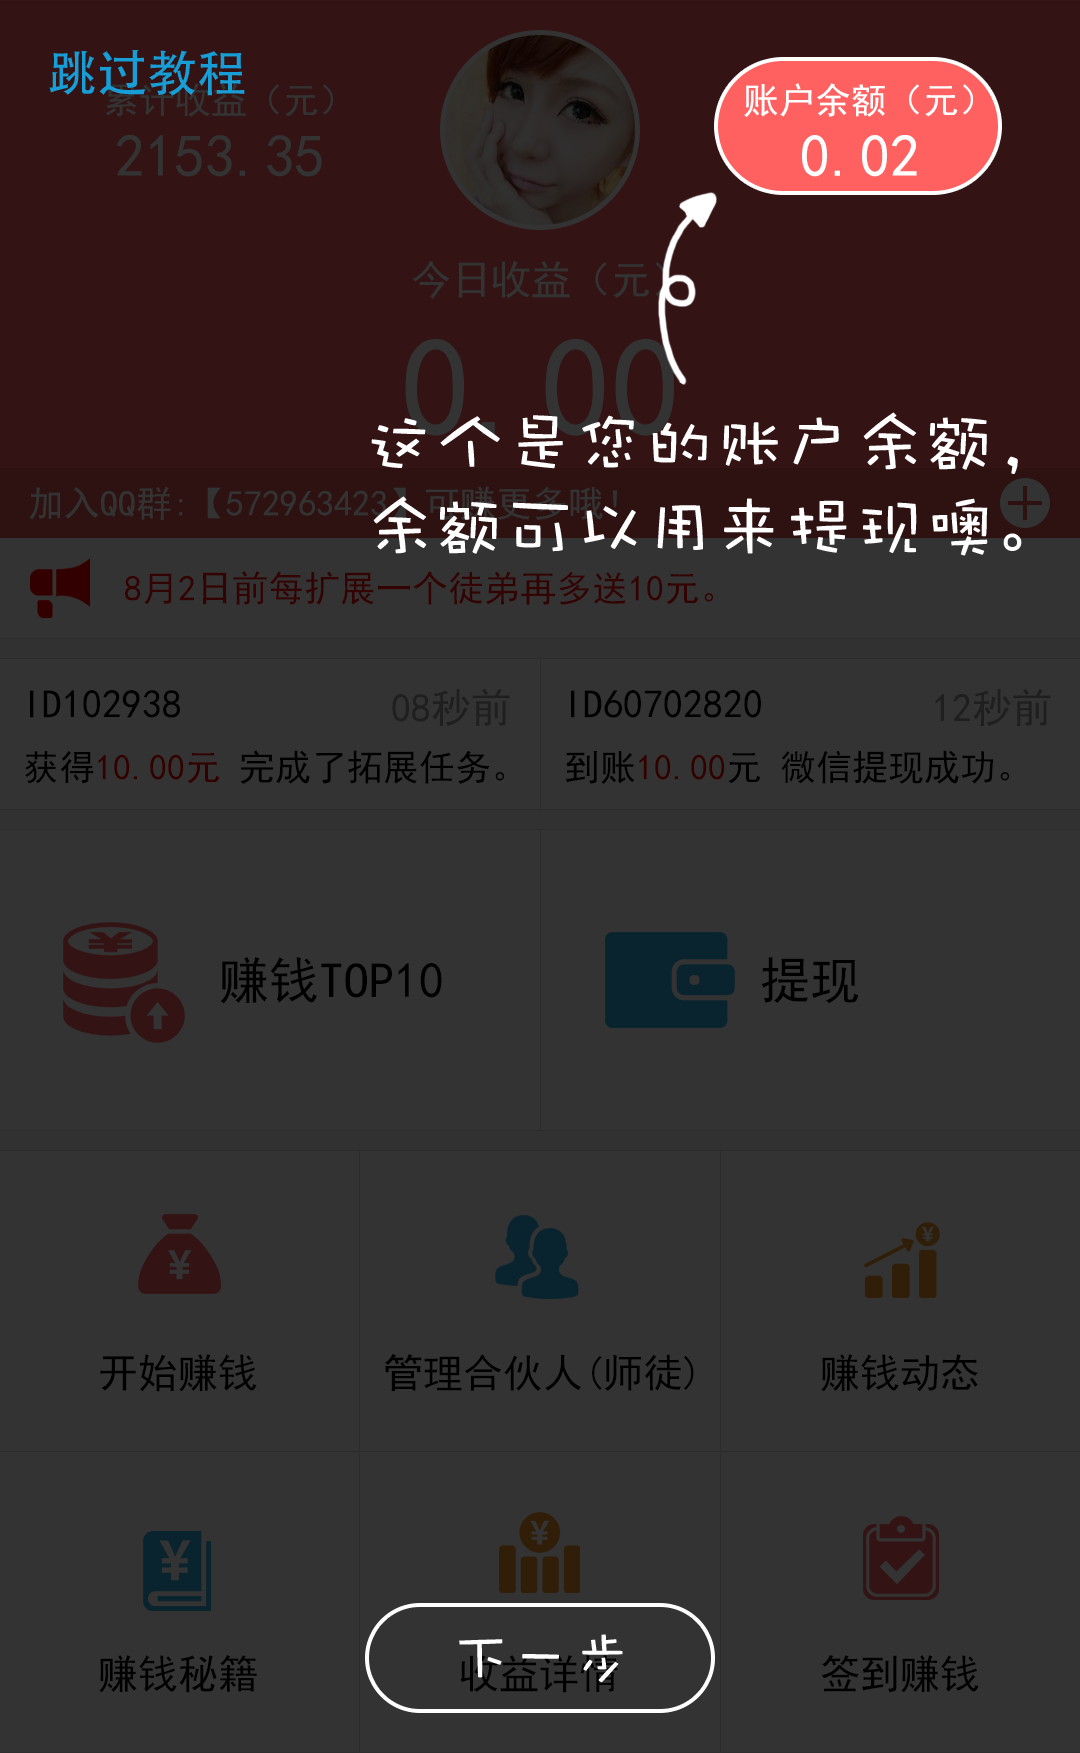 跳过教程
累计收益（元）
2153.35
账户余额（元）
0.02
今日收益（元）
0.00
这个是您的账户余额，
余额可以用来提现噢。
加入QQ群:【572963423】可赚更多哦！
8月2日前每扩展一个徒弟再多送10元。
ID102938
08秒前
获得10.00元 完成了拓展任务。
ID60702820
12秒前
到账10.00元 微信提现成功。
赚钱TOP10
提现
开始赚钱
管理合伙人(师徒)
赚钱动态
赚钱秘籍
收益详情
签到赚钱
下一步